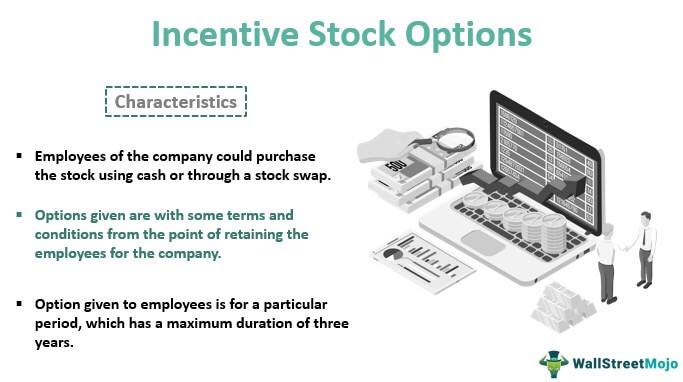 Incentive Stock Options
Characteristics
▪ Employees of the company could purchase
the stock using cash or through a stock swap.
▪ Options given are with some terms and
conditions from the point of retaining the
employees for the company.
▪ Option given to employees is for a particular
period, which has a maximum duration of three
years.
500
WallStreetMojo